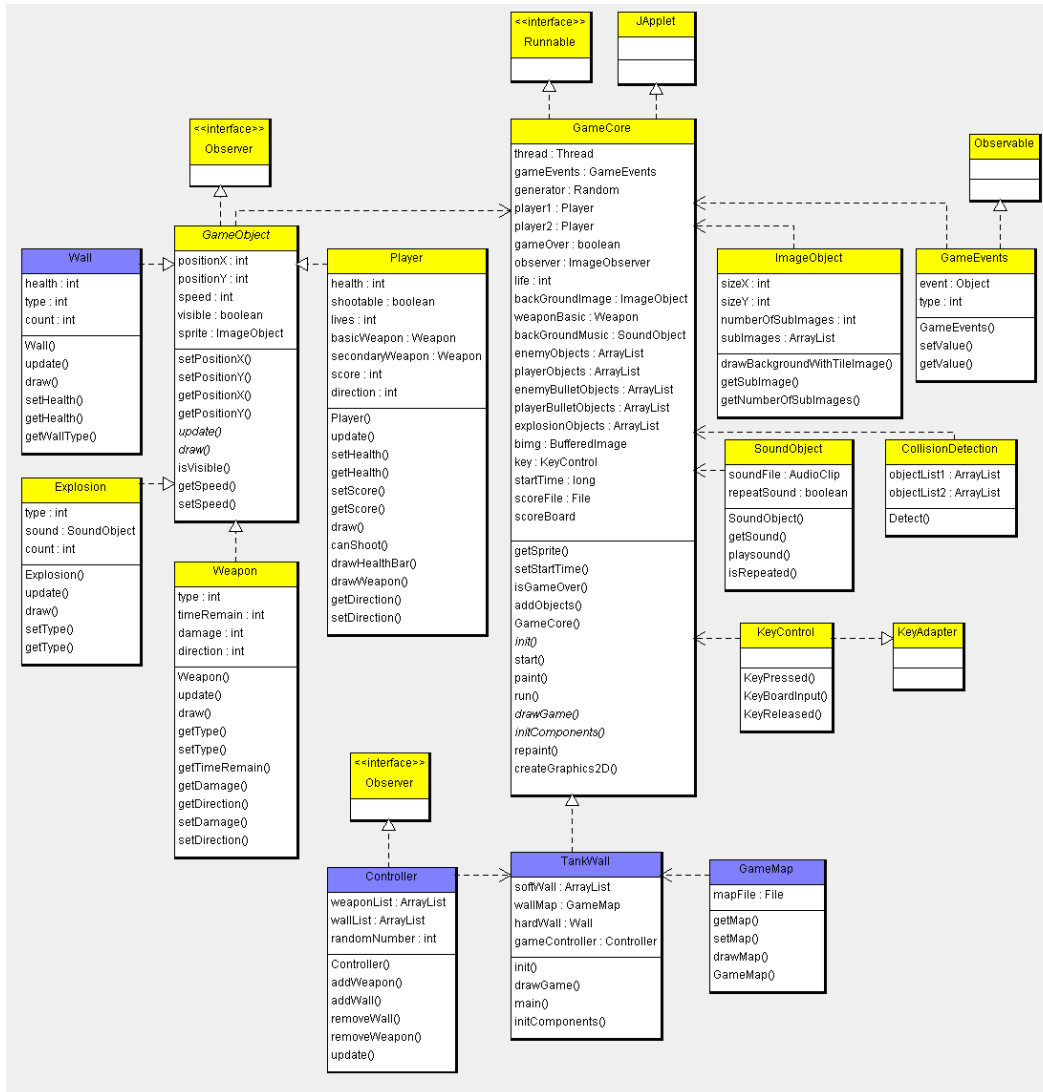 <<interface>>
Runnable
JApplet
<<interface>>
Observer
GameCore
thread : Thread
gameEvents : GameEvents
generator : Random
player1 : Player
player2 : Player
gameOver : boolean
observer : ImageObserver
life : int
backGroundImage : ImageObject
weaponBasic : Weapon
backGroundMusic : SoundObject
enemyObjects : ArrayList
playerObjects : ArrayList
enemyBulletObjects : ArrayList
playerBulletObjects : ArrayList
explosionObjects : ArrayList
bimg : BufferedImage
key : KeyControl
startTime : long
scoreFile : File
scoreBoard
getSprite()
setStartTime()
isGameOver()
addObjects()
GameCore()
init()
start()
paint()
run()
drawGame()
initComponents()
repaint()
createGraphics2D()
Observable
GameObject
positionX : int
positionY : int
speed : int
visible : boolean
sprite : ImageObject
setPositionX()
setPositionY()
getPositionX()
getPositionY()
update()
draw()
isVisible()
getSpeed()
setSpeed()
Wall
health : int
type : int
count : int
Wall()
update()
draw()
setHealth()
getHealth()
getWallType()
Player
health : int
shootable : boolean
lives : int
basicWeapon : Weapon
secondaryWeapon : Weapon
score : int
direction : int
Player()
update()
setHealth()
getHealth()
setScore()
getScore()
draw()
canShoot()
drawHealthBar()
drawWeapon()
getDirection()
setDirection()
ImageObject
sizeX : int
sizeY : int
numberOfSubImages : int
subImages : ArrayList
drawBackgroundWithTileImage()
getSubImage()
getNumberOfSubImages()
GameEvents
event : Object
type : int
GameEvents()
setValue()
getValue()
SoundObject
soundFile : AudioClip
repeatSound : boolean
SoundObject()
getSound()
playsound()
isRepeated()
CollisionDetection
objectList1 : ArrayList
objectList2 : ArrayList
Detect()
Explosion
type : int
sound : SoundObject
count : int
Explosion()
update()
draw()
setType()
getType()
Weapon
type : int
timeRemain : int
damage : int
direction : int
Weapon()
update()
draw()
getType()
setType()
getTimeRemain()
getDamage()
getDirection()
setDamage()
setDirection()
KeyControl
KeyPressed()
KeyBoardInput()
KeyReleased()
KeyAdapter
<<interface>>
Observer
Controller
weaponList : ArrayList
wallList : ArrayList
randomNumber : int
Controller()
addWeapon()
addWall()
removeWall()
removeWeapon()
update()
TankWall
softWall : ArrayList
wallMap : GameMap
hardWall : Wall
gameController : Controller
init()
drawGame()
main()
initComponents()
GameMap
mapFile : File
getMap()
setMap()
drawMap()
GameMap()